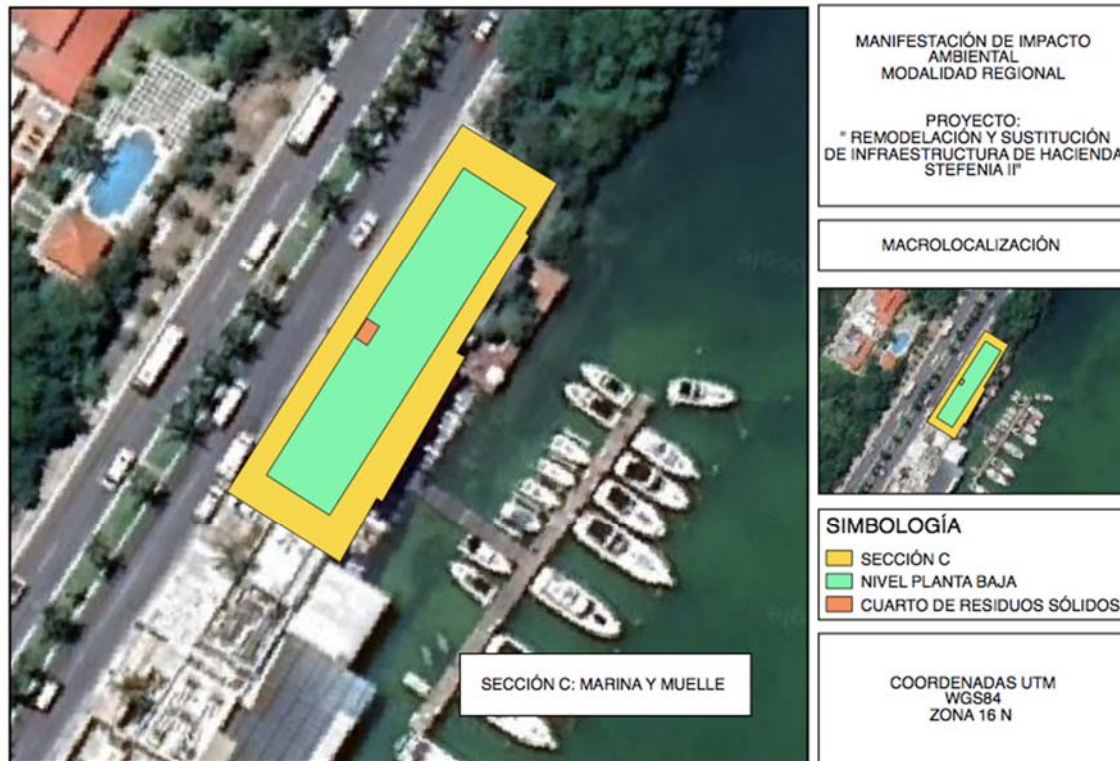 MANIFESTACIÓN DE IMPACTO
AMBIENTAL
MODALIDAD REGIONAL
PROYECTO:
" REMODELACIÓN Y SUSTITUCIÓN
DE INFRAESTRUCTURA DE HACIENDA
STEFENIA II"
MACROLOCALIZACIÓN
SIMBOLOGÍA
SECCIÓN C
NIVEL PLANTA BAJA
CUARTO DE RESIDUOS SÓLIDOS
SECCIÓN C: MARINA Y MUELLE
COORDENADAS UTM
WGS84
ZONA 16 N